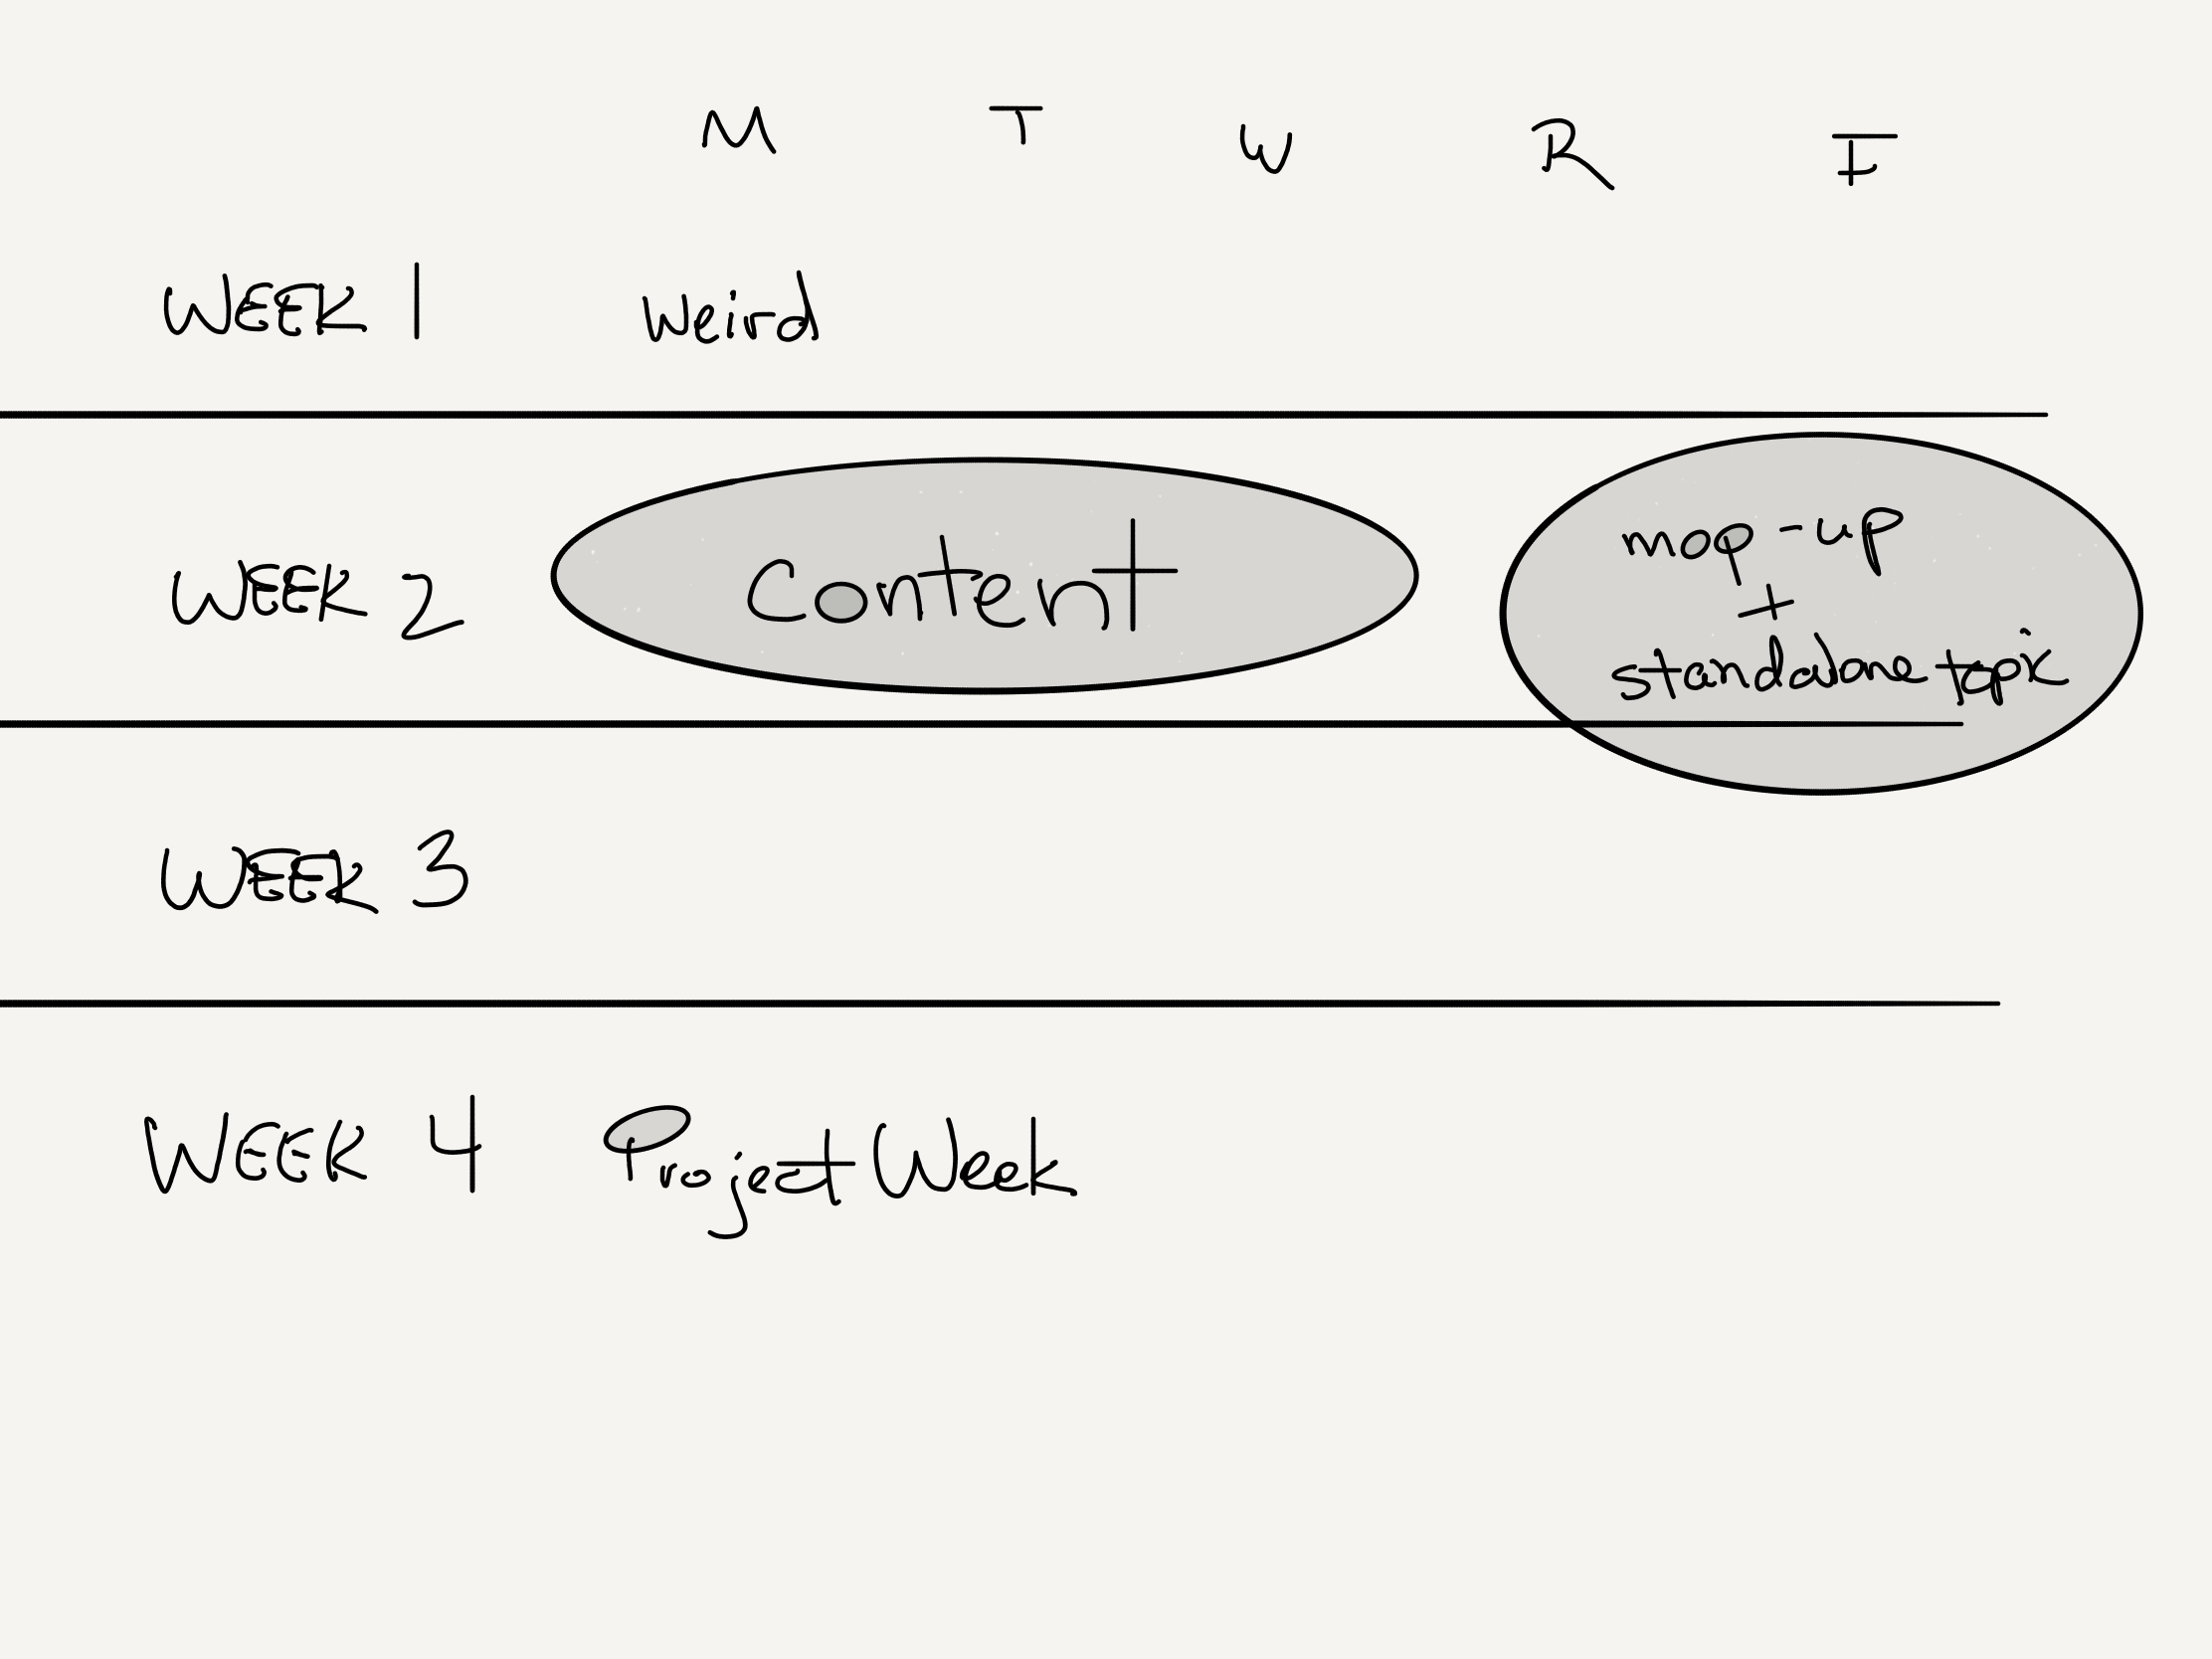 M T W R F
WEEK 1 Weird
WEEK 2 Content
mop-up
+
standalone topic
WEEK 3
WEEK 4 Project Week